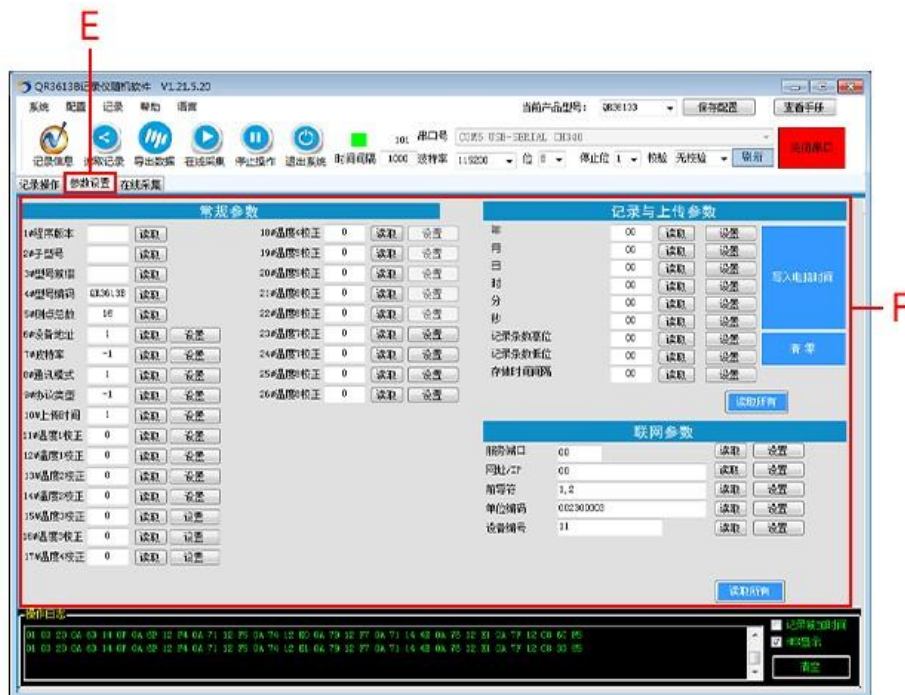 E
QR3613B记录仪随机软件 V1.21.5.20
系统 配置 记录 帮助 语言 当前产品型号: QR3613B 保存配置 查看手册
记录信息 读取记录 导出数据 在线采集 停止操作 退出系统 时间间隔 1000 串口号 COM5 USB-SERIAL CH340 关闭串口
101 波特率 115200 位 8 停止位 1 校验 无校验 刷新
记录操作 参数设置 在线采集
常规参数
1#程序版本 读取
2#子型号 读取
3#型号前缀 读取
4#型号编码 QR3613B 读取
5#测点总数 16 读取
6#设备地址 1 读取 设置
7#波特率 -1 读取 设置
8#通讯模式 1 读取 设置
9#协议类型 -1 读取 设置
10#上传时间 1 读取 设置
11#温度1校正 0 读取 设置
12#温度1校正 0 读取 设置
13#温度2校正 0 读取 设置
14#温度2校正 0 读取 设置
15#温度3校正 0 读取 设置
16#温度3校正 0 读取 设置
17#温度4校正 0 读取 设置
18#温度4校正 0 读取 设置
19#温度5校正 0 读取 设置
20#温度5校正 0 读取 设置
21#温度6校正 0 读取 设置
22#温度6校正 0 读取 设置
23#温度7校正 0 读取 设置
24#温度7校正 0 读取 设置
25#温度8校正 0 读取 设置
26#温度8校正 0 读取 设置
记录与上传参数
年 00 读取 设置
月 00 读取 设置
日 00 读取 设置
时 00 读取 设置
分 00 读取 设置
秒 00 读取 设置
记录条数高位 00 读取 设置
记录条数低位 00 读取 设置
存储时间间隔 00 读取 设置
写入电脑时间
清零
读取所有
联网参数
服务端口 00 读取 设置
网址/IP 00 读取 设置
前导符 1,2 读取 设置
单位编码 002300003 读取 设置
设备编号 11 读取 设置
读取所有
F
操作日志
清空